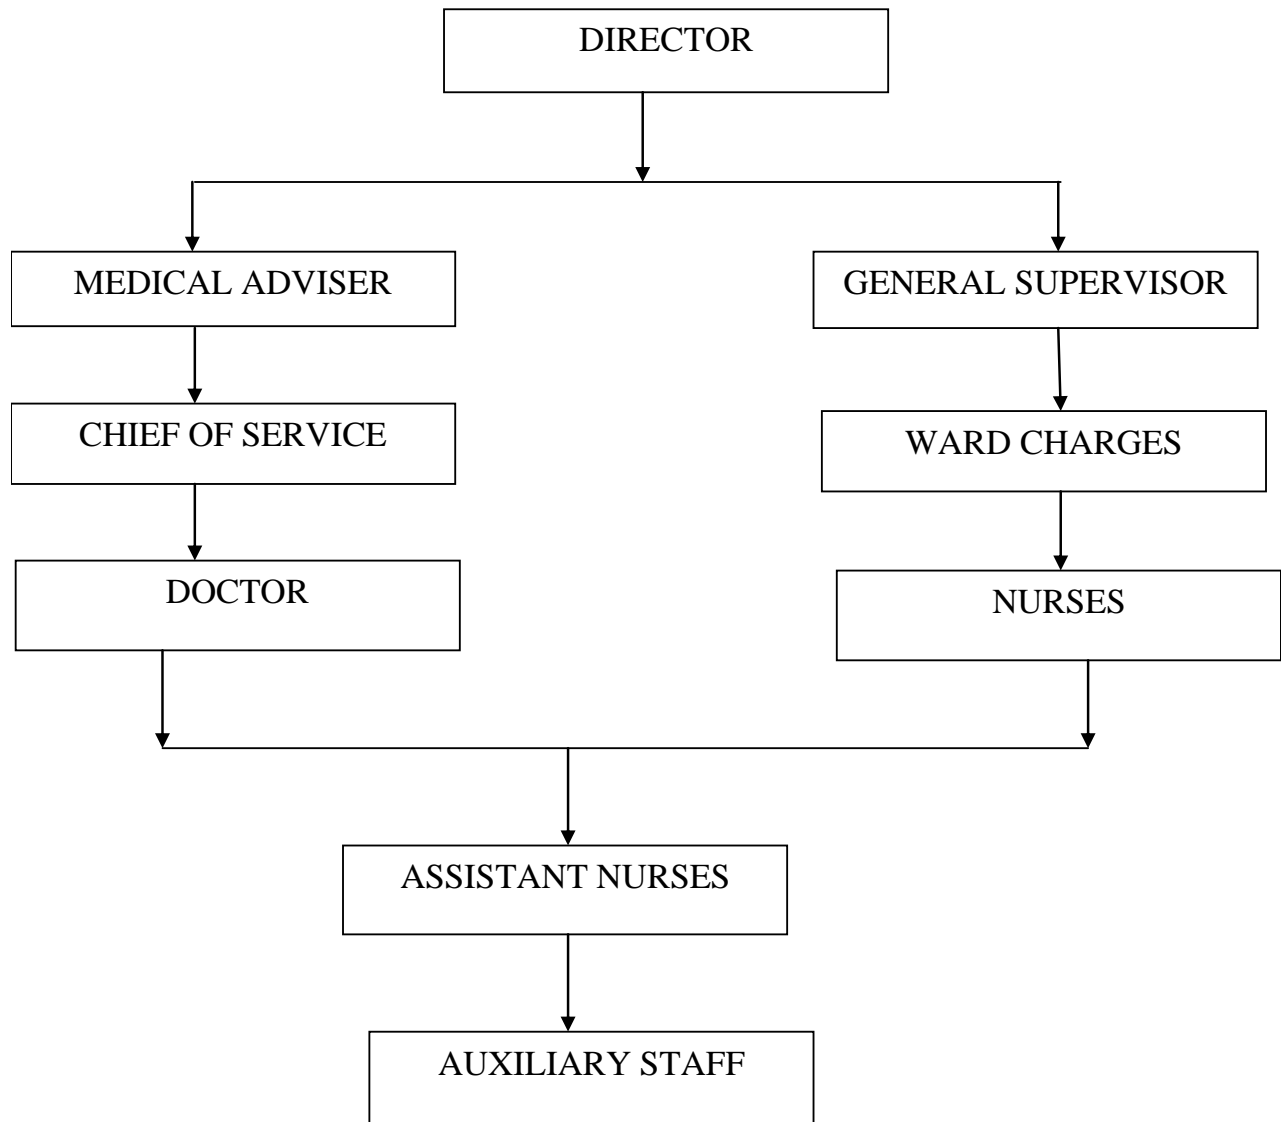 DIRECTOR
MEDICAL ADVISER
GENERAL SUPERVISOR
CHIEF OF SERVICE
WARD CHARGES
DOCTOR
NURSES
ASSISTANT NURSES
AUXILIARY STAFF